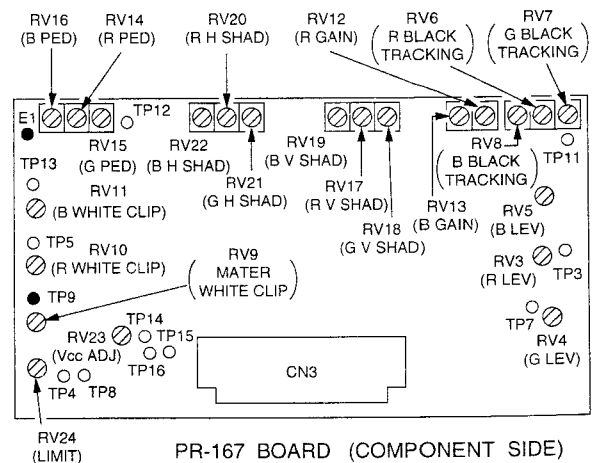 RV16
(B PED)
RV14
(R PED)
RV20
(R H SHAD)
RV12
(R GAIN)
RV6
(R BLACK
TRACKING)
RV7
(G BLACK
TRACKING)
E1
TP12
RV15
(G PED)
RV22
(B H SHAD)
RV21
(G H SHAD)
RV19
(B V SHAD)
RV17
(R V SHAD)
RV18
(G V SHAD)
RV13
(B GAIN)
RV8
(B BLACK
TRACKING)
TP11
TP13
RV11
(B WHITE CLIP)
RV5
(B LEV)
TP5
RV10
(R WHITE CLIP)
RV9
(MATER
WHITE CLIP)
RV3
(R LEV)
TP3
TP9
TP14
RV23
(Vcc ADJ)
TP15
TP16
TP7
RV4
(G LEV)
CN3
TP4
TP8
RV24
(LIMIT)
PR-167 BOARD (COMPONENT SIDE)